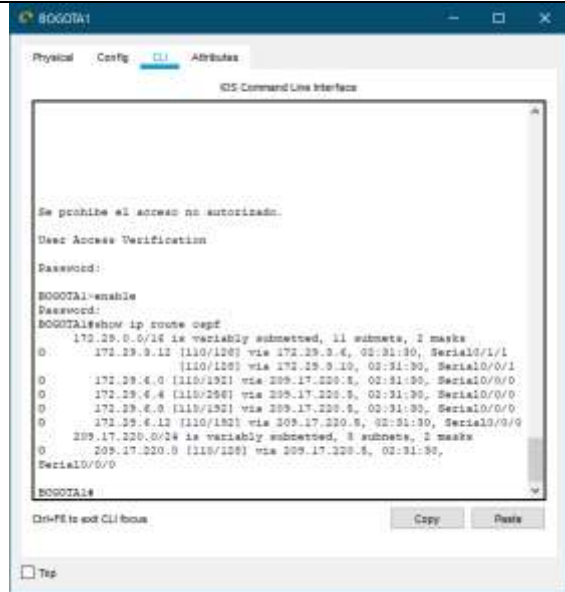 BOGOTA1
Physical Config CLI Attributes
IOS Command Line Interface
Se prohibe el acceso no autorizado.
User Access Verification
Password:
BOGOTA1>enable
Password:
BOGOTA1#show ip route ospf
172.29.0.0/16 is variably subnetted, 11 subnets, 2 masks
O 172.29.3.12 [110/128] via 172.29.3.6, 02:31:30, Serial0/1/1
[110/128] via 172.29.3.10, 02:31:30, Serial0/0/1
O 172.29.6.0 [110/192] via 209.17.220.5, 02:31:30, Serial0/0/0
O 172.29.6.4 [110/256] via 209.17.220.5, 02:31:30, Serial0/0/0
O 172.29.6.8 [110/192] via 209.17.220.5, 02:31:30, Serial0/0/0
O 172.29.6.12 [110/192] via 209.17.220.5, 02:31:30, Serial0/0/0
209.17.220.0/24 is variably subnetted, 3 subnets, 2 masks
O 209.17.220.0 [110/128] via 209.17.220.5, 02:31:30,
Serial0/0/0
BOGOTA1#
Ctrl+F6 to exit CLI focus
Copy Paste
Top